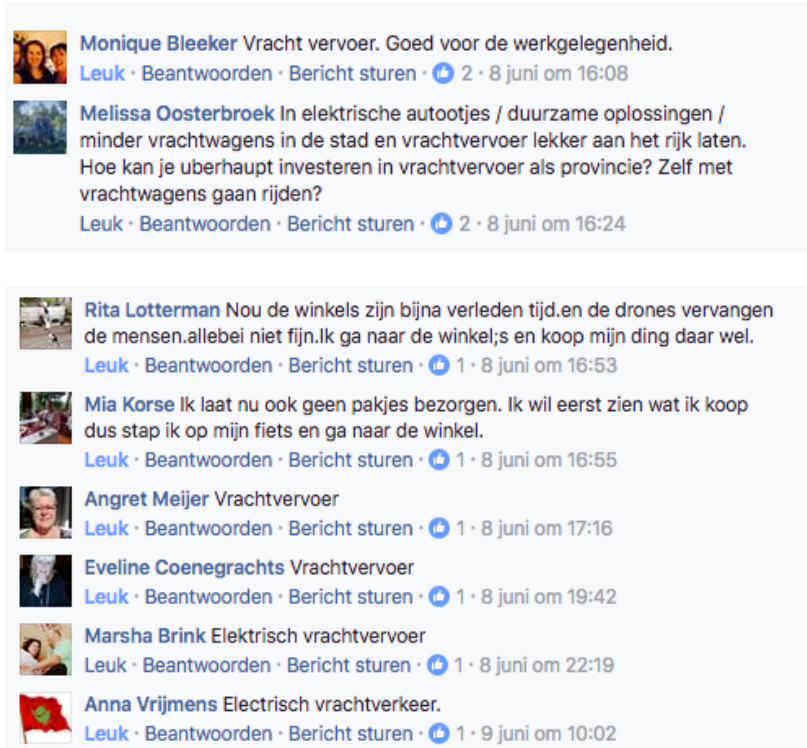 Monique Bleeker Vracht vervoer. Goed voor de werkgelegenheid.
Leuk · Beantwoorden · Bericht sturen · 2 · 8 juni om 16:08
Melissa Oosterbroek In elektrische autootjes / duurzame oplossingen /
minder vrachtwagens in de stad en vrachtvervoer lekker aan het rijk laten.
Hoe kan je uberhaupt investeren in vrachtvervoer als provincie? Zelf met
vrachtwagens gaan rijden?
Leuk · Beantwoorden · Bericht sturen · 2 · 8 juni om 16:24
Rita Lotterman Nou de winkels zijn bijna verleden tijd.en de drones vervangen
de mensen.allebei niet fijn.Ik ga naar de winkel;s en koop mijn ding daar wel.
Leuk · Beantwoorden · Bericht sturen · 1 · 8 juni om 16:53
Mia Korse Ik laat nu ook geen pakjes bezorgen. Ik wil eerst zien wat ik koop
dus stap ik op mijn fiets en ga naar de winkel.
Leuk · Beantwoorden · Bericht sturen · 1 · 8 juni om 16:55
Angret Meijer Vrachtvervoer
Leuk · Beantwoorden · Bericht sturen · 1 · 8 juni om 17:16
Eveline Coenegrachts Vrachtvervoer
Leuk · Beantwoorden · Bericht sturen · 1 · 8 juni om 19:42
Marsha Brink Elektrisch vrachtvervoer
Leuk · Beantwoorden · Bericht sturen · 1 · 8 juni om 22:19
Anna Vrijmens Electrisch vrachtverkeer.
Leuk · Beantwoorden · Bericht sturen · 1 · 9 juni om 10:02